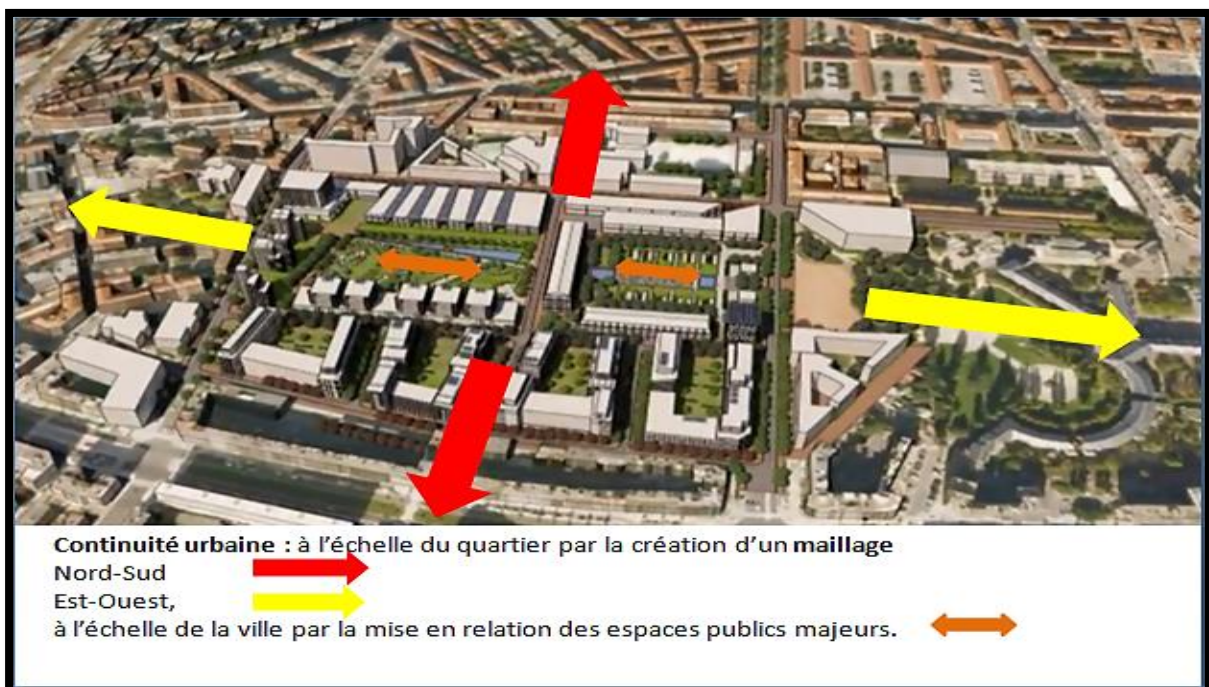 Continuité urbaine : à l'échelle du quartier par la création d'un maillage
Nord-Sud
Est-Ouest,
à l'échelle de la ville par la mise en relation des espaces publics majeurs.